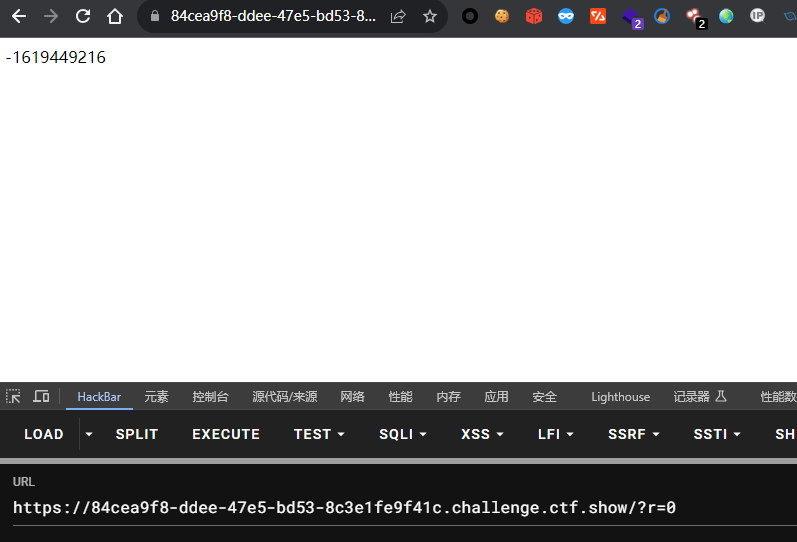 84cea9f8-ddee-47e5-bd53-8...
2
2
IP
-1619449216
HackBar 元素 控制台 源代码/来源 网络 性能 内存 应用 安全 Lighthouse 记录器 性能数
LOAD SPLIT EXECUTE TEST SQLI XSS LFI SSRF SSTI SH
URL
https://84cea9f8-ddee-47e5-bd53-8c3e1fe9f41c.challenge.ctf.show/?r=0